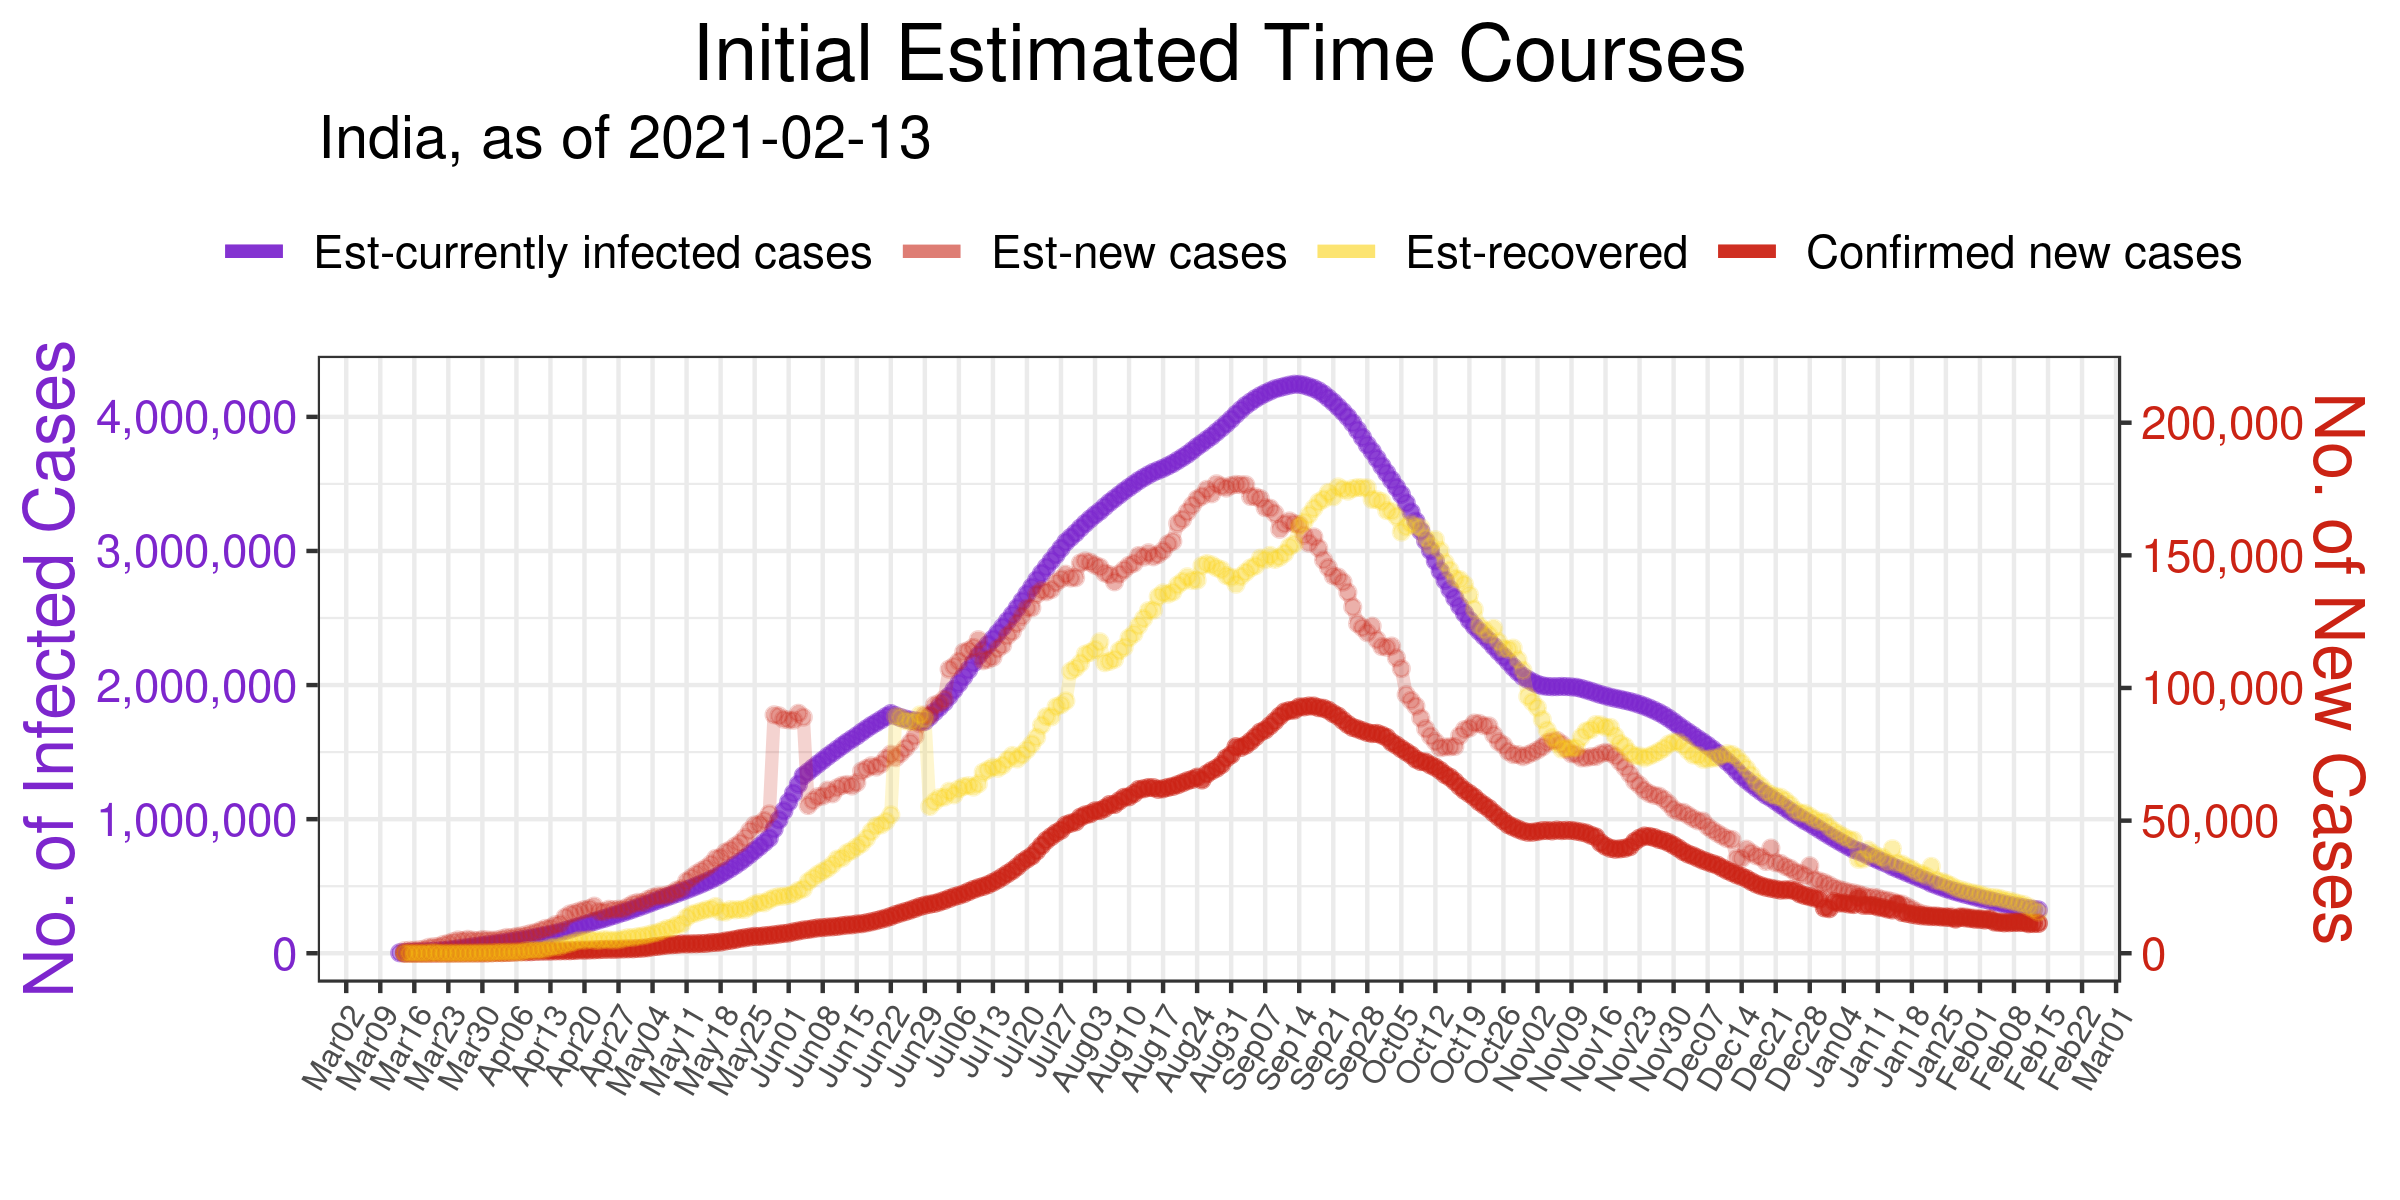 Initial Estimated Time Courses
India, as of 2021-02-13
Est-currently infected cases
Est-new cases
Est-recovered
Confirmed new cases
No. of Infected Cases
4,000,000
3,000,000
2,000,000
1,000,000
0
200,000
150,000
100,000
50,000
0
No. of New Cases
Mar02
Mar09
Mar16
Mar23
Mar30
Apr06
Apr13
Apr20
Apr27
May04
May11
May18
May25
Jun01
Jun08
Jun15
Jun22
Jun29
Jul06
Jul13
Jul20
Jul27
Aug03
Aug10
Aug17
Aug24
Aug31
Sep07
Sep14
Sep21
Sep28
Oct05
Oct12
Oct19
Oct26
Nov02
Nov09
Nov16
Nov23
Nov30
Dec07
Dec14
Dec21
Dec28
Jan04
Jan11
Jan18
Jan25
Feb01
Feb08
Feb15
Feb22
Mar01